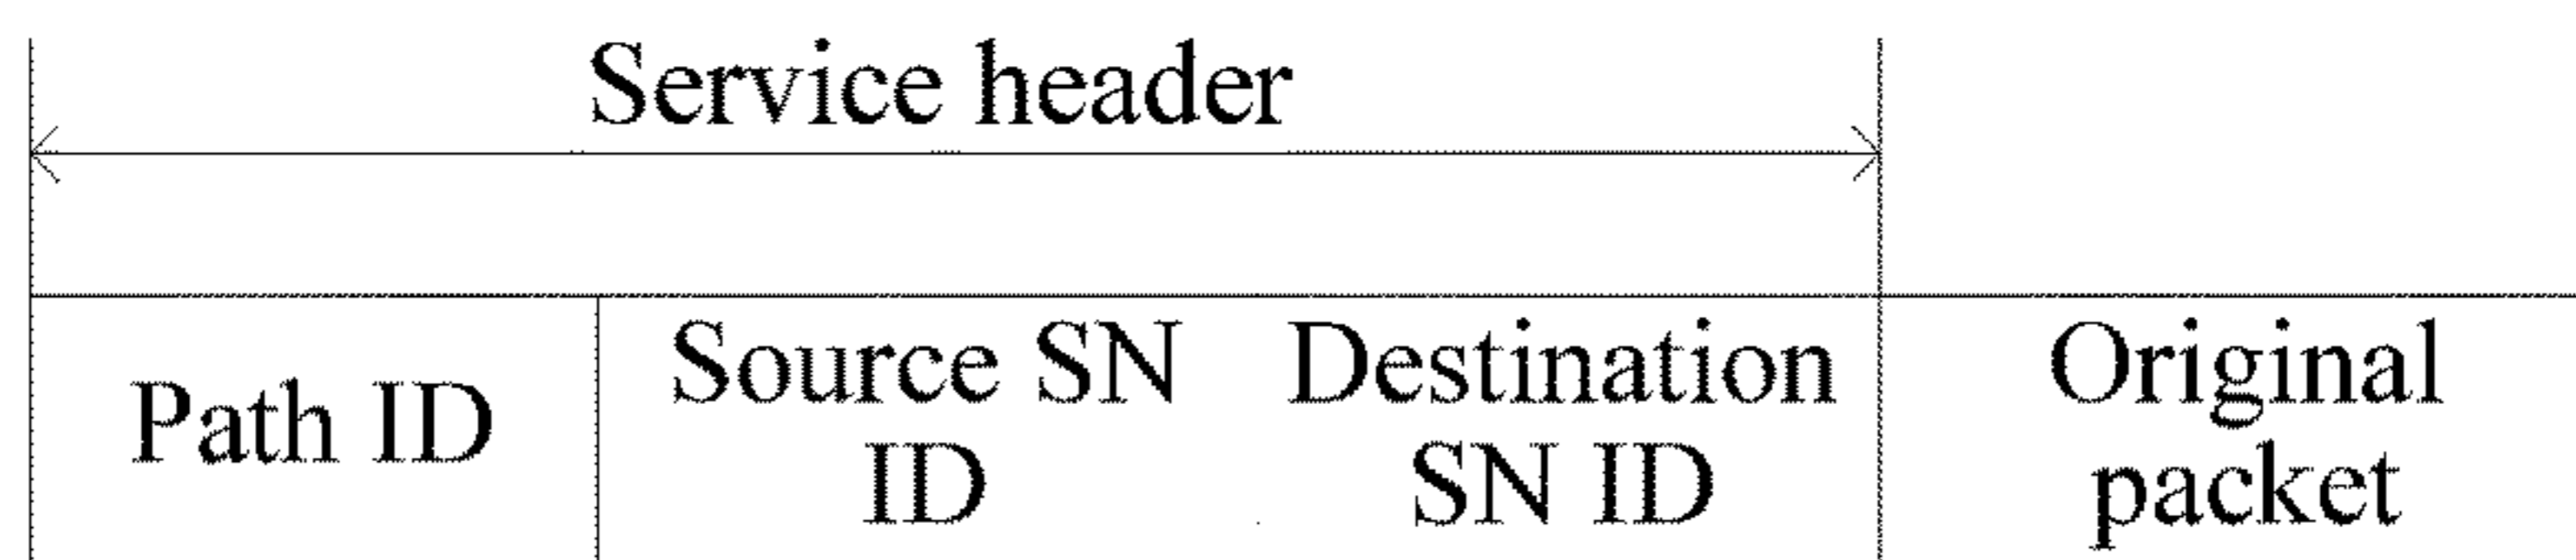 Service header
Path ID
Source SN
ID
Destination
SN ID
Original
packet